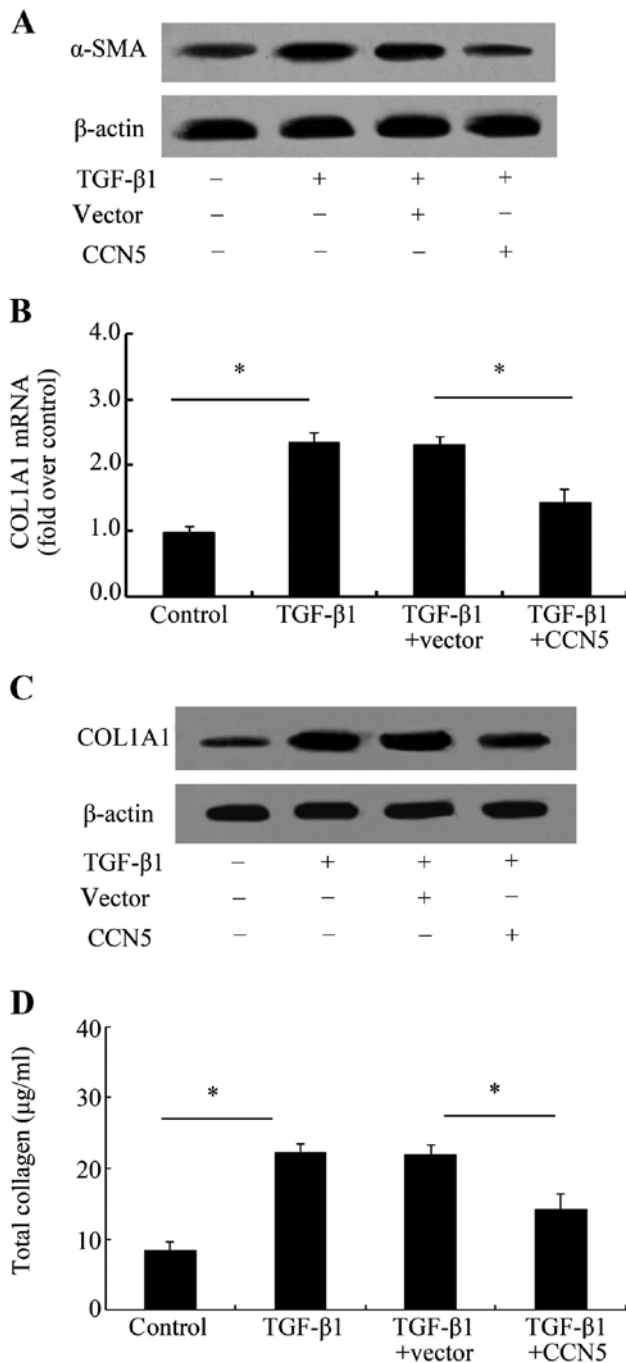 A
α-SMA
β-actin
TGF-β1 – + + +
Vector – – + –
CCN5 – – – +
B
COL1A1 mRNA
(fold over control)
4.0
3.0
2.0
1.0
0.0
* *
Control TGF-β1 TGF-β1 TGF-β1
+vector +CCN5
C
COL1A1
β-actin
TGF-β1 – + + +
Vector – – + –
CCN5 – – – +
D
Total collagen (μg/ml)
40
30
20
10
0
* *
Control TGF-β1 TGF-β1 TGF-β1
+vector +CCN5